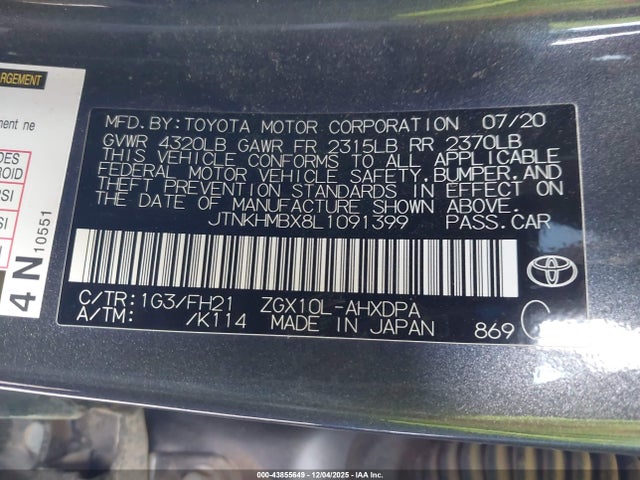 ARGEMENT
ment ne
DES
ROID
SI
SI
4N 10551
MFD.BY:TOYOTA MOTOR CORPORATION 07/20
GVWR 4320LB GAWR FR 2315LB RR 2370LB
THIS VEHICLE CONFORMS TO ALL APPLICABLE
FEDERAL MOTOR VEHICLE SAFETY,BUMPER,AND
THEFT PREVENTION STANDARDS IN EFFECT ON
THE DATE OF MANUFACTURE SHOWN ABOVE.
JTNKHMBX8L1091399 PASS.CAR
TOYOTA
C/TR:1G3/FH21 ZGX10L-AHXDPA
A/TM: /K114 MADE IN JAPAN 869 C
000-43855649 - 12/04/2025 - IAA Inc.